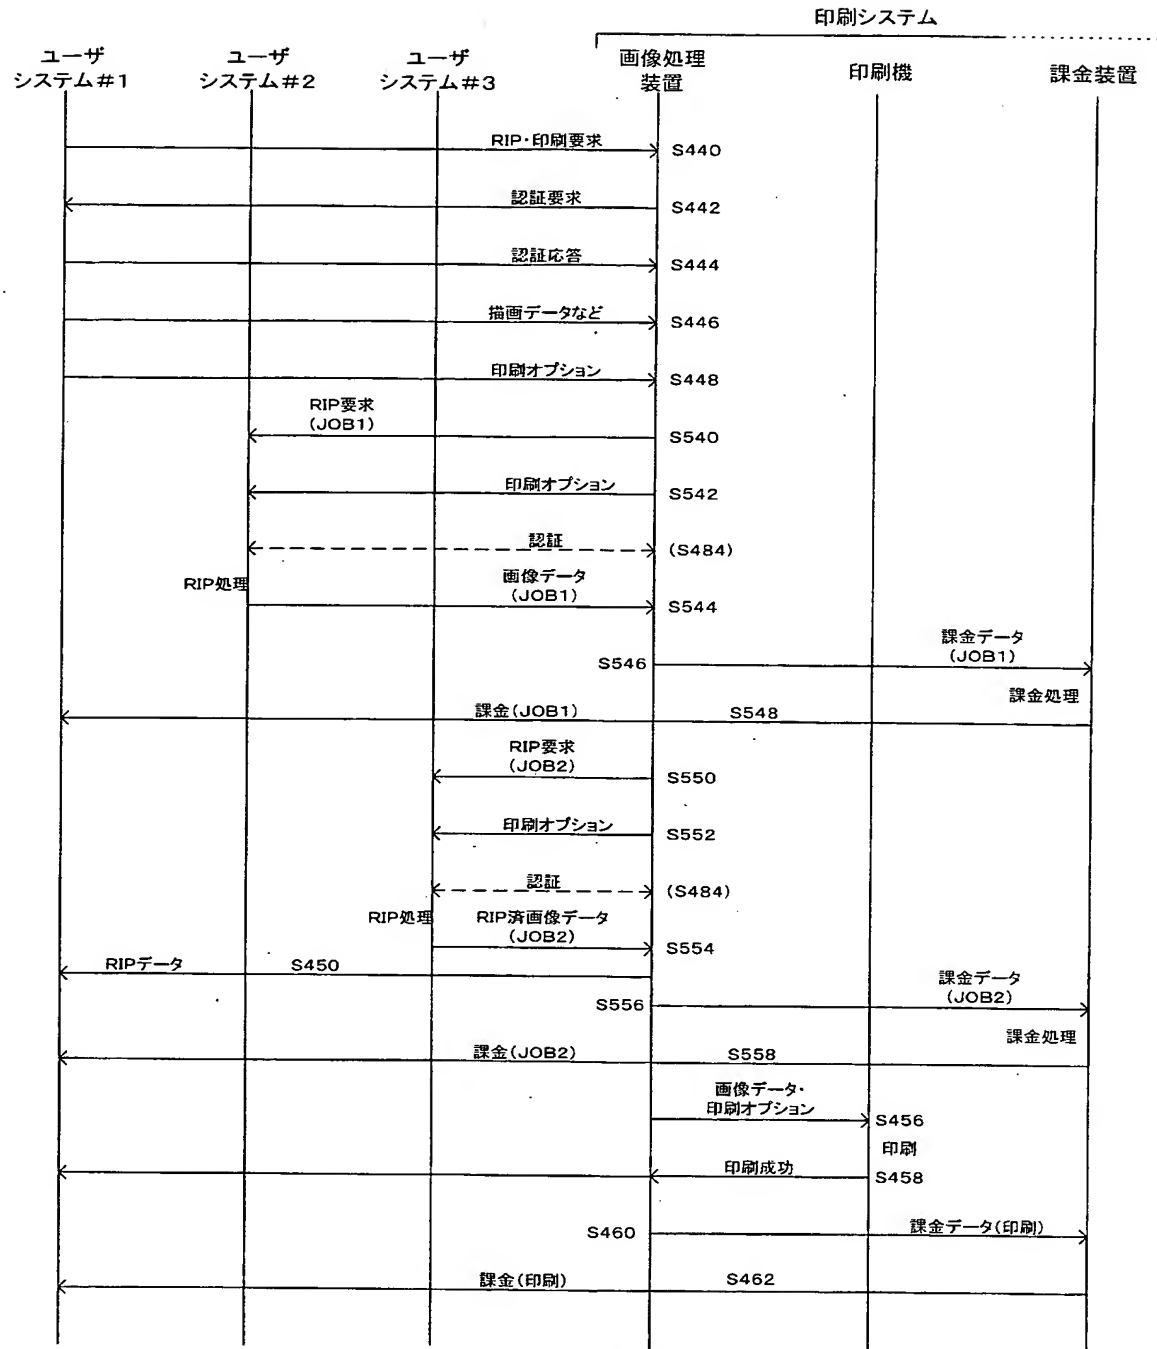 印刷システム
ユーザ
システム#1
ユーザ
システム#2
ユーザ
システム#3
画像処理
装置
印刷機
課金装置
RIP・印刷要求
S440
認証要求
S442
認証応答
S444
描画データなど
S446
印刷オプション
S448
RIP要求
(JOB1)
S540
印刷オプション
S542
認証
(S484)
RIP処理
画像データ
(JOB1)
S544
S546
課金データ
(JOB1)
課金処理
課金(JOB1)
S548
RIP要求
(JOB2)
S550
印刷オプション
S552
認証
(S484)
RIP処理
RIP済画像データ
(JOB2)
S554
RIPデータ
S450
S556
課金データ
(JOB2)
課金処理
課金(JOB2)
S558
画像データ・
印刷オプション
S456
印刷
印刷成功
S458
S460
課金データ(印刷)
課金(印刷)
S462